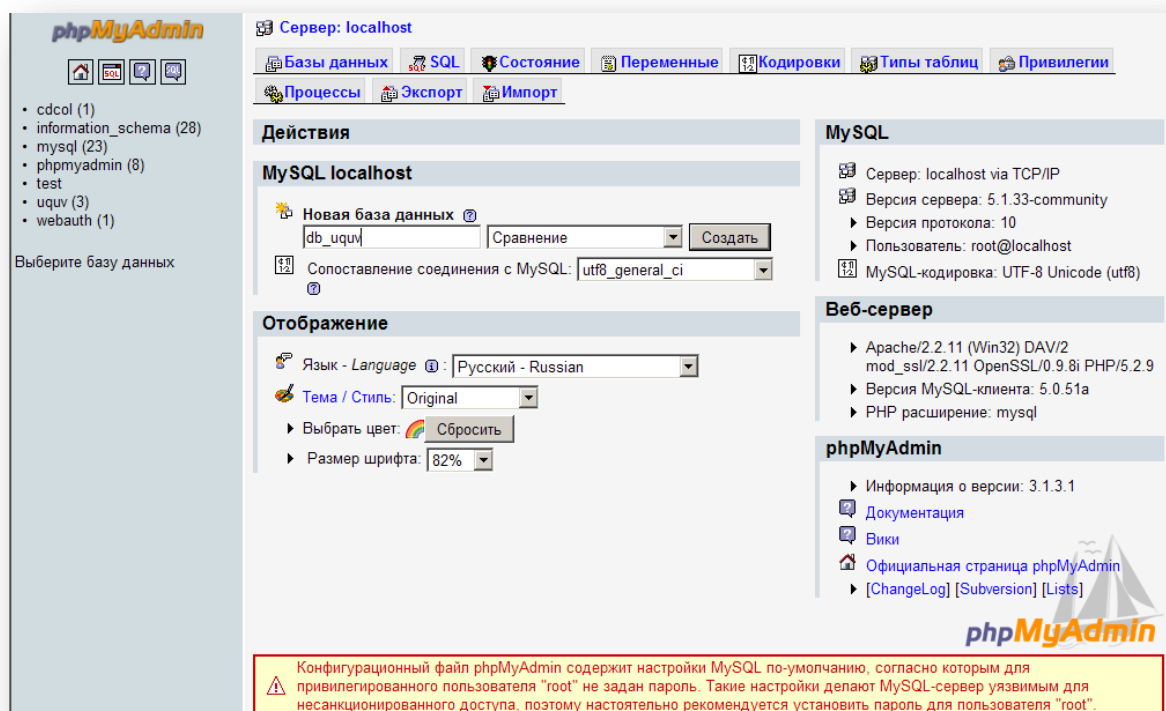 phpMyAdmin
SQL
SQL
cdcol (1)
information_schema (28)
mysql (23)
phpmyadmin (8)
test
uquv (3)
webauth (1)
Выберите базу данных
Сервер: localhost
Базы данных SQL Состояние Переменные Кодировки Типы таблиц Привилегии
Процессы Экспорт Импорт
Действия
MySQL localhost
Новая база данных
db_uquv Сравнение Создать
Сопоставление соединения с MySQL: utf8_general_ci
Отображение
Язык - Language : Русский - Russian
Тема / Стиль: Original
Выбрать цвет: Сбросить
Размер шрифта: 82%
MySQL
Сервер: localhost via TCP/IP
Версия сервера: 5.1.33-community
Версия протокола: 10
Пользователь: root@localhost
MySQL-кодировка: UTF-8 Unicode (utf8)
Веб-сервер
Apache/2.2.11 (Win32) DAV/2
mod_ssl/2.2.11 OpenSSL/0.9.8i PHP/5.2.9
Версия MySQL-клиента: 5.0.51a
PHP расширение: mysql
phpMyAdmin
Информация о версии: 3.1.3.1
Документация
Вики
Официальная страница phpMyAdmin
[ChangeLog] [Subversion] [Lists]
phpMyAdmin
Конфигурационный файл phpMyAdmin содержит настройки MySQL по-умолчанию, согласно которым для
привилегированного пользователя "root" не задан пароль. Такие настройки делают MySQL-сервер уязвимым для
несанкционированного доступа, поэтому настоятельно рекомендуется установить пароль для пользователя "root".